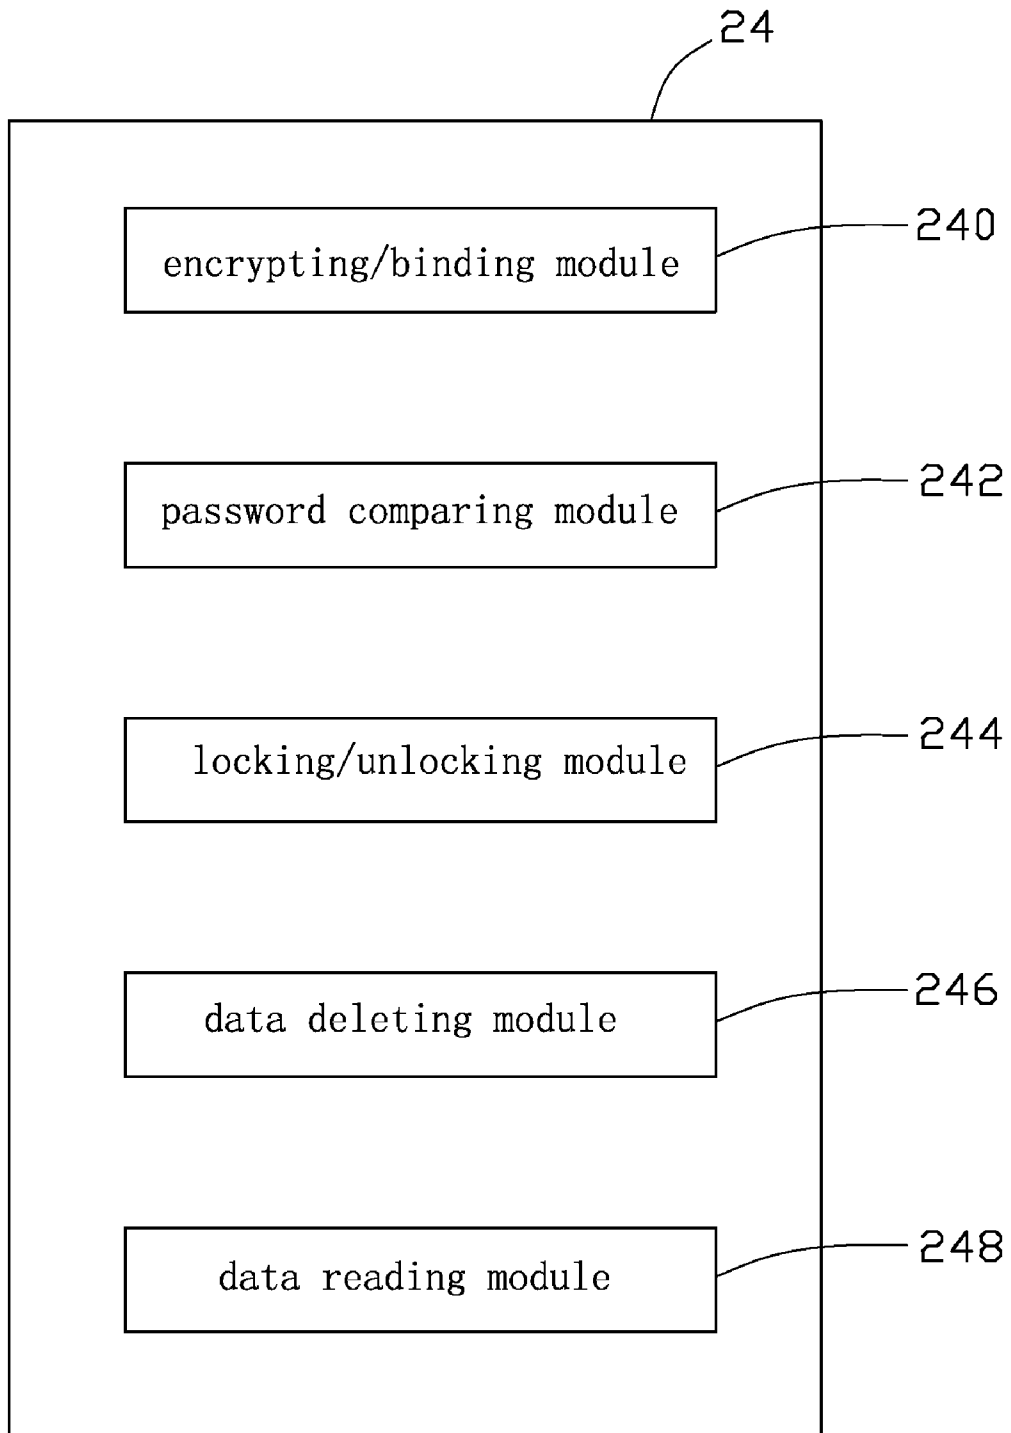 24
encrypting/binding module
240
password comparing module
242
locking/unlocking module
244
data deleting module
246
data reading module
248